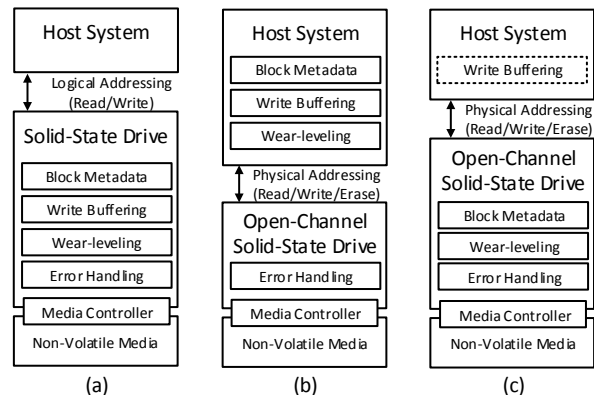 Host System
Logical Addressing
(Read/Write)
Solid-State Drive
Block Metadata
Write Buffering
Wear-leveling
Error Handling
Media Controller
Non-Volatile Media
(a)
Host System
Block Metadata
Write Buffering
Wear-leveling
Physical Addressing
(Read/Write/Erase)
Open-Channel
Solid-State Drive
Error Handling
Media Controller
Non-Volatile Media
(b)
Host System
Write Buffering
Physical Addressing
(Read/Write/Erase)
Open-Channel
Solid-State Drive
Block Metadata
Wear-leveling
Error Handling
Media Controller
Non-Volatile Media
(c)